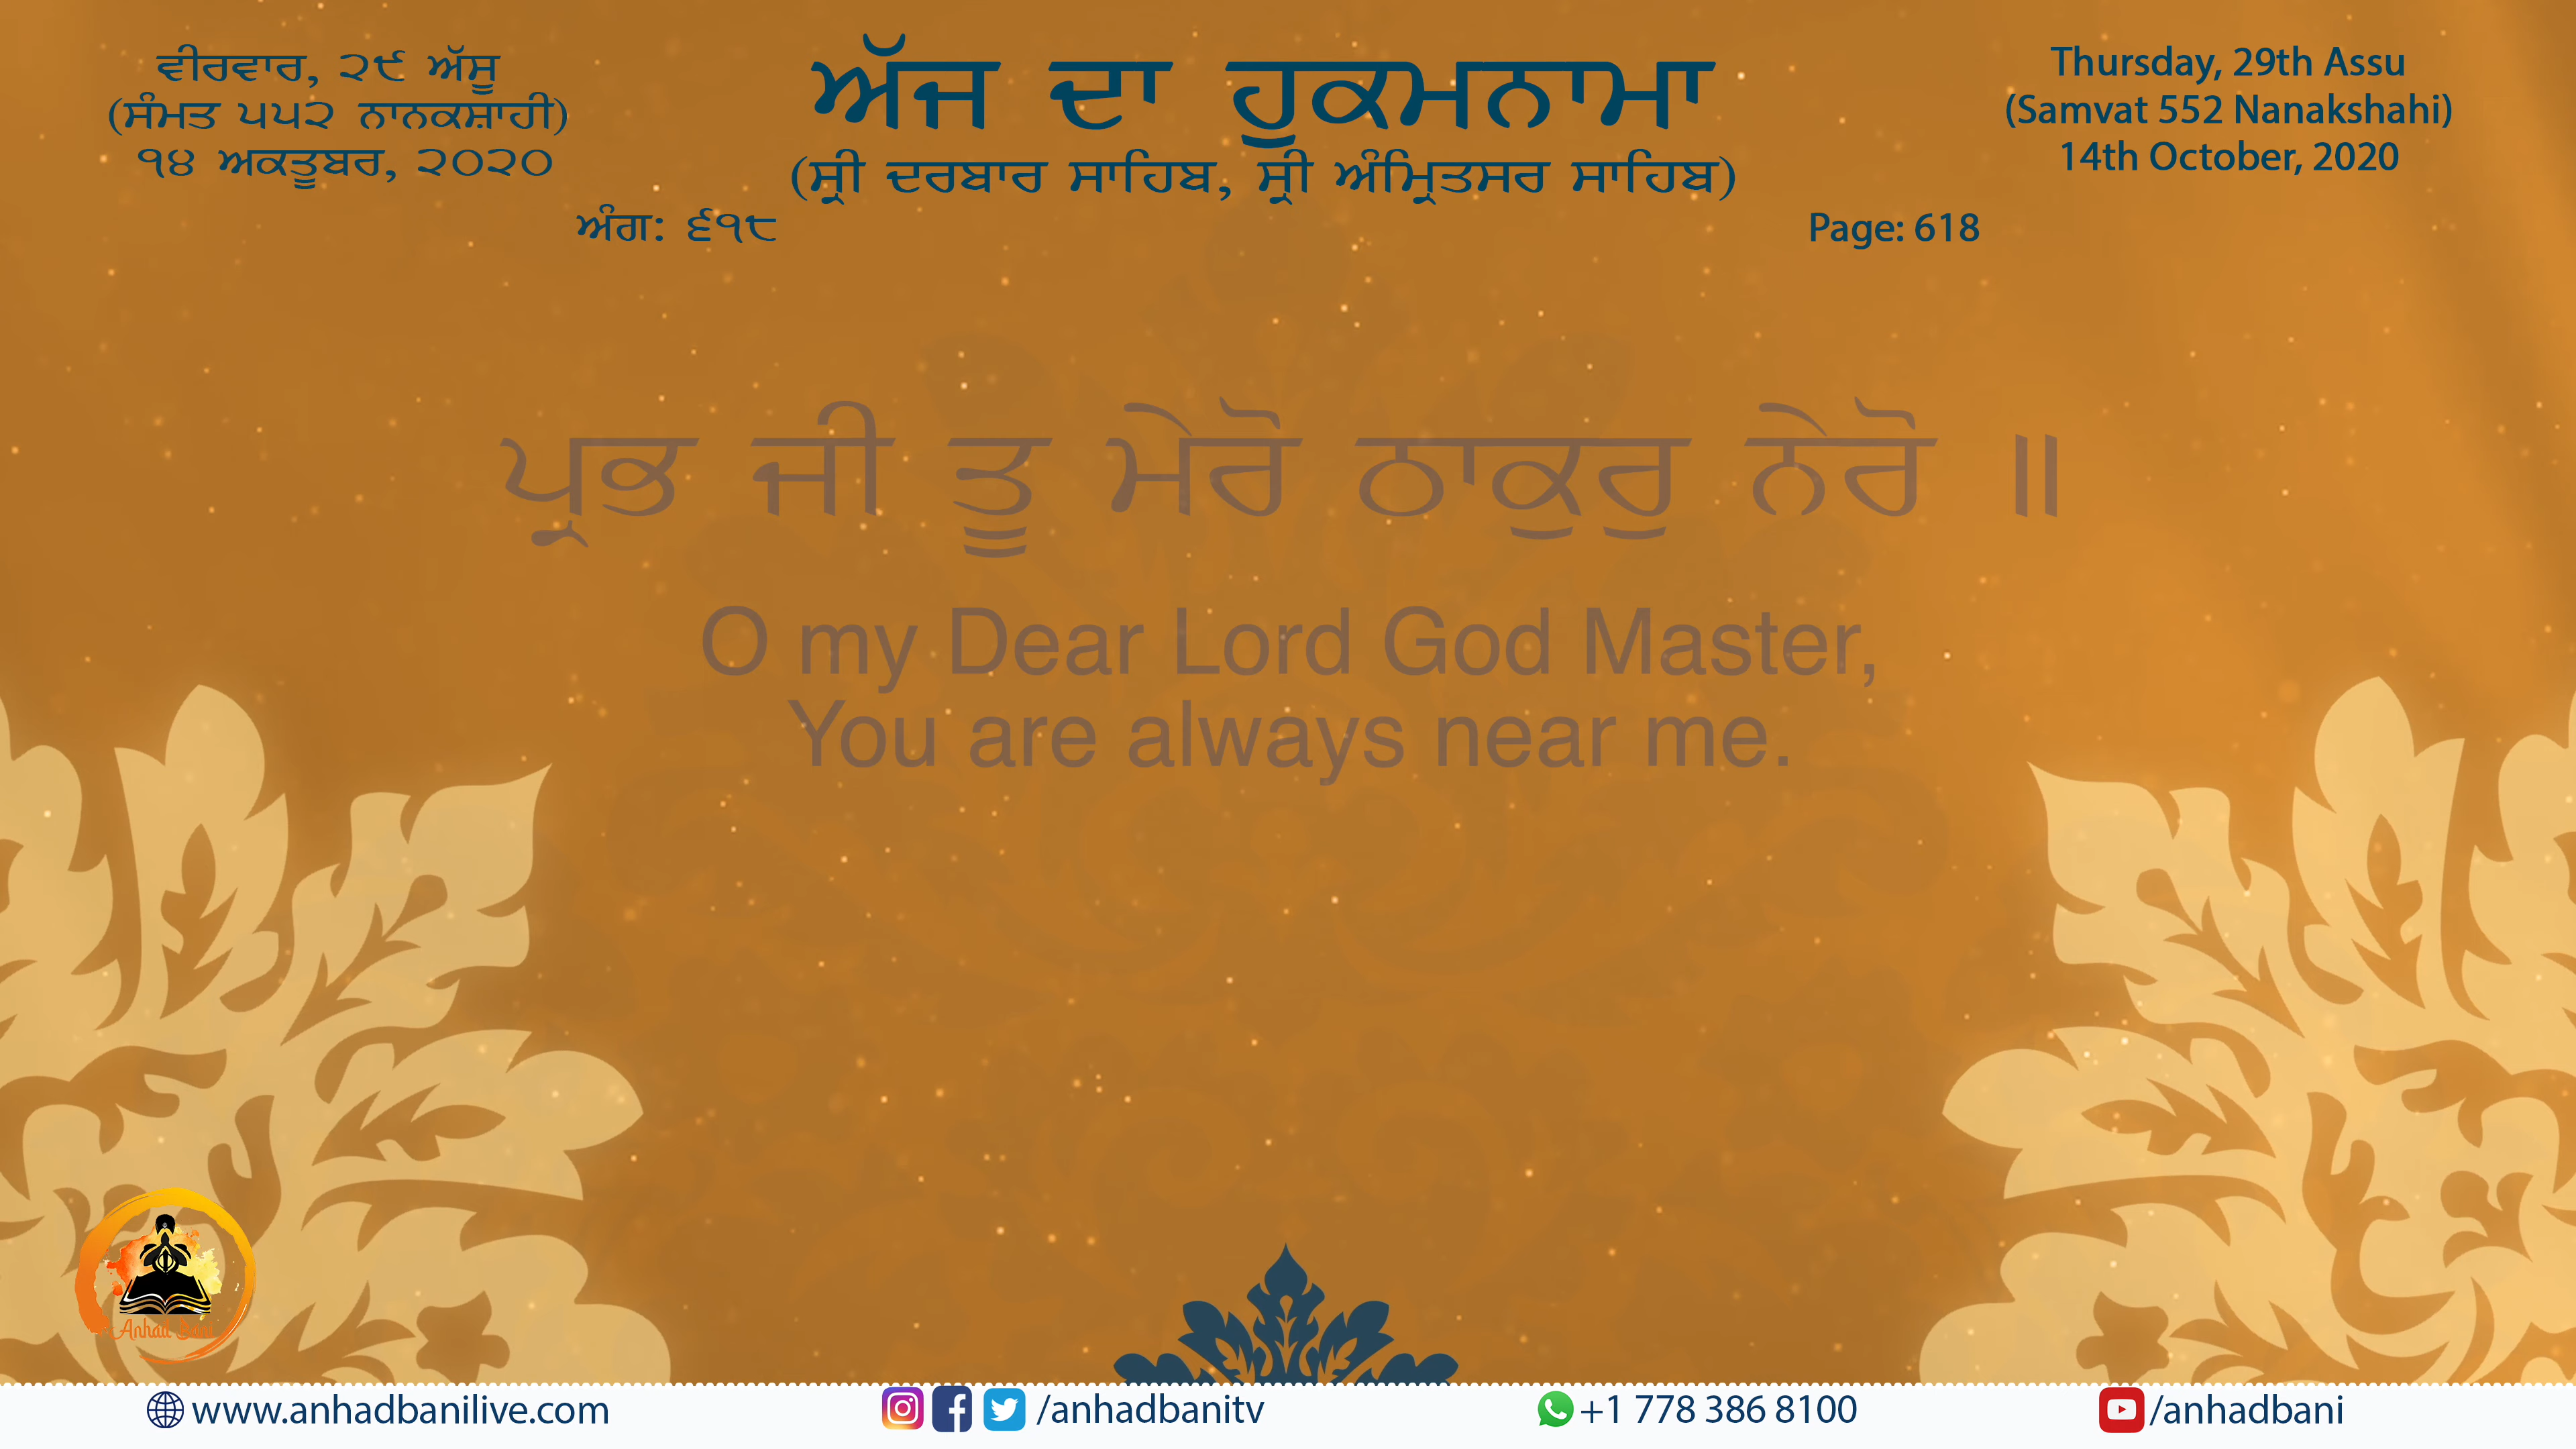 ਵੀਰਵਾਰ, ੨੯ ਅੱਸੂ
(ਸੰਮਤ ੫੫੨ ਨਾਨਕਸ਼ਾਹੀ)
੧੪ ਅਕਤੂਬਰ, ੨੦੨੦
ਅੱਜ ਦਾ ਹੁਕਮਨਾਮਾ
(ਸ੍ਰੀ ਦਰਬਾਰ ਸਾਹਿਬ, ਸ੍ਰੀ ਅੰਮ੍ਰਿਤਸਰ ਸਾਹਿਬ)
Thursday, 29th Assu
(Samvat 552 Nanakshahi)
14th October, 2020
ਅੰਗ: ੬੧੮
Page: 618
ਪ੍ਰਭ ਜੀ ਤੂ ਮੇਰੋ ਠਾਕੁਰੁ ਨੇਰੋ ॥
O my Dear Lord God Master,
You are always near me.
Anhad Bani
www.anhadbanilive.com
/anhadbanitv
+1 778 386 8100
/anhadbani